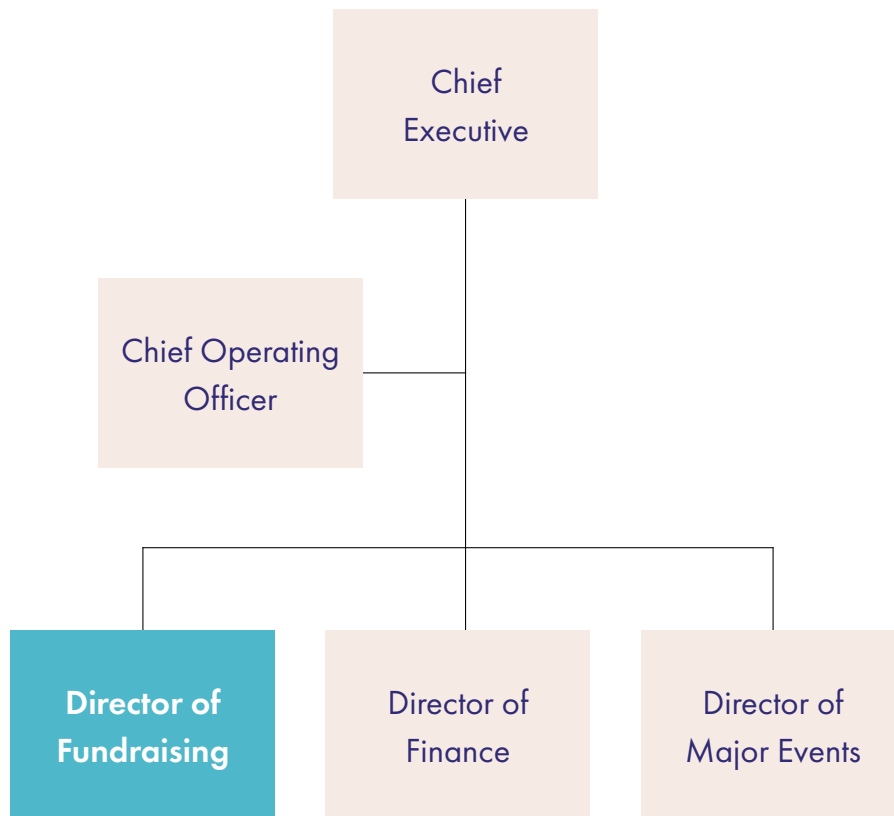 Chief
Executive
Chief Operating
Officer
Director of
Fundraising
Director of
Finance
Director of
Major Events